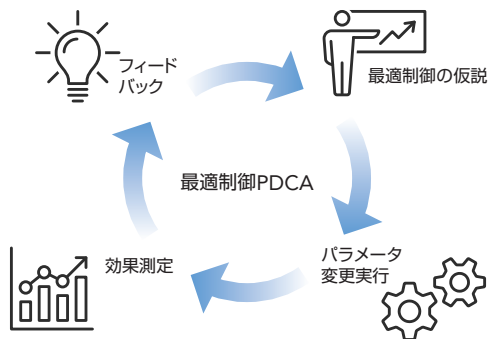 フィード
バック
最適制御の仮説
最適制御PDCA
パラメータ
変更実行
効果測定